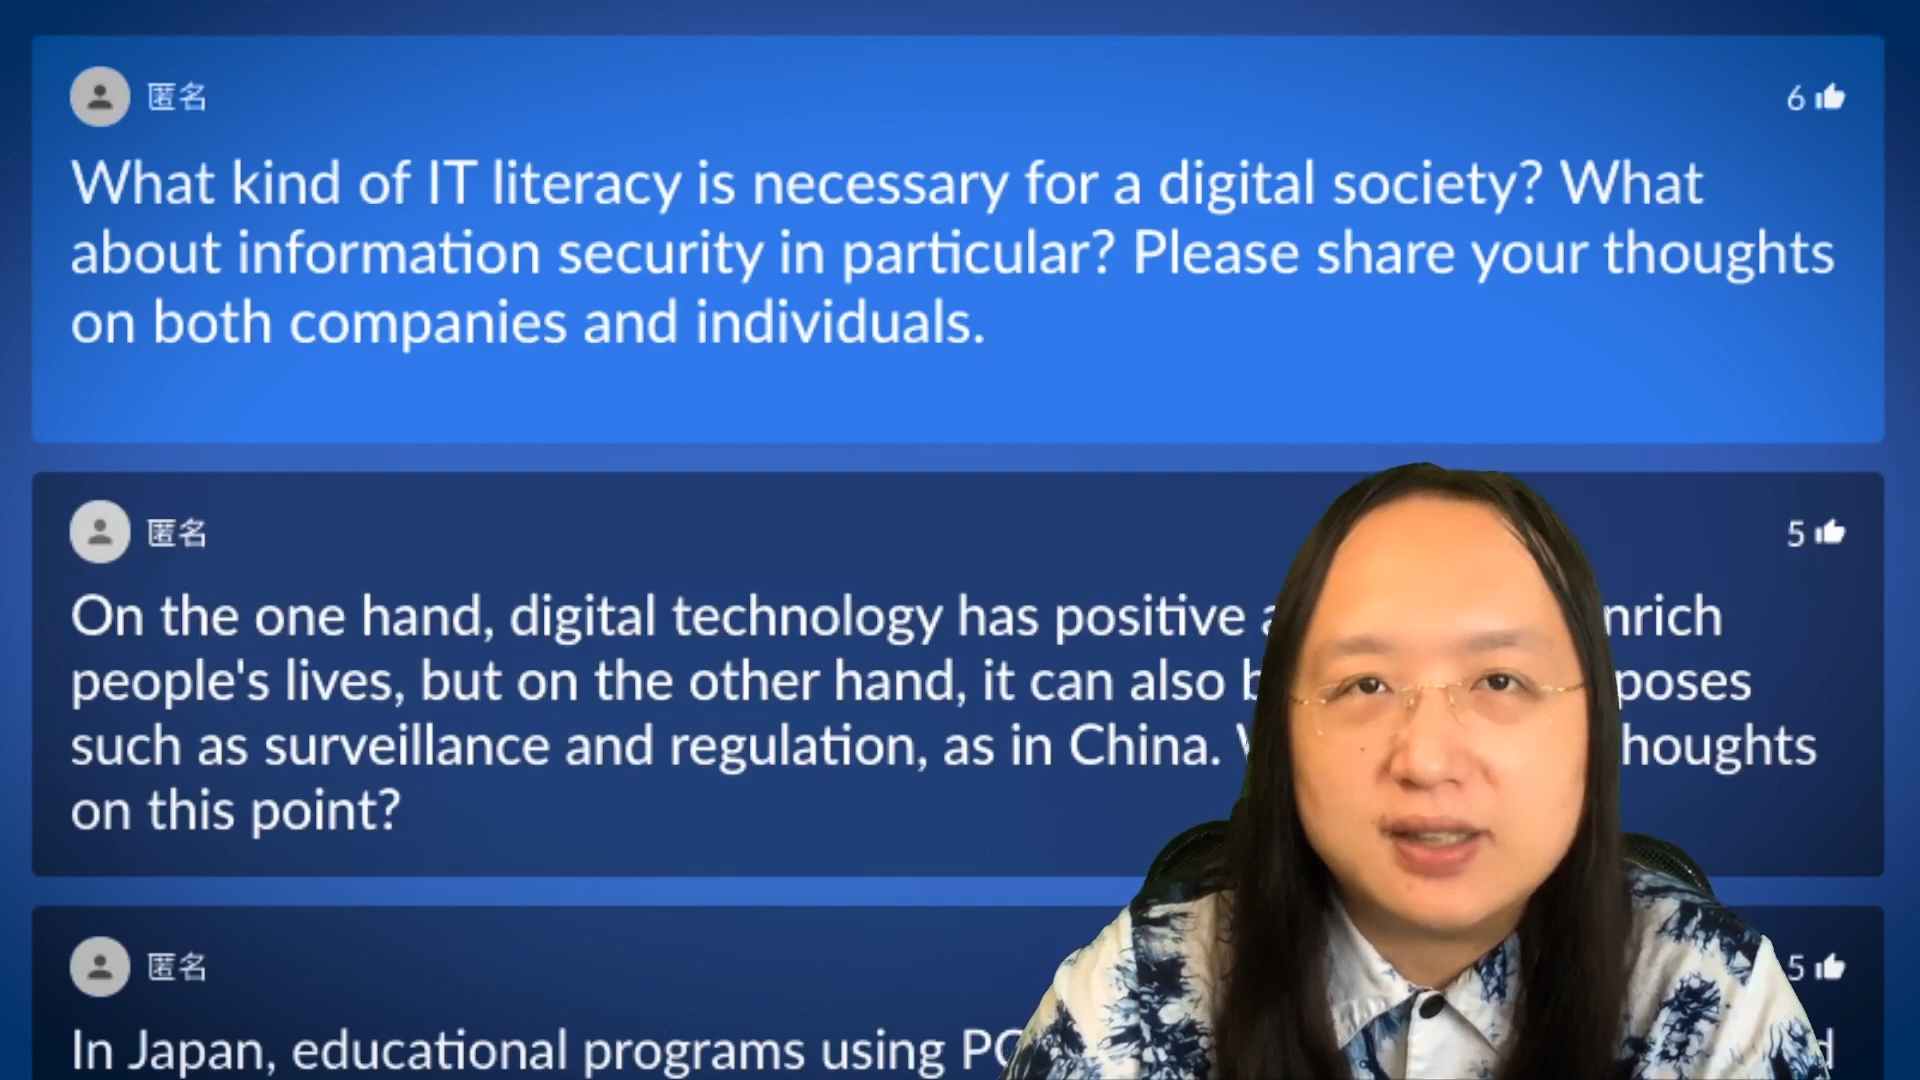 匿名
6
What kind of IT literacy is necessary for a digital society? What
about information security in particular? Please share your thoughts
on both companies and individuals.
匿名
5
On the one hand, digital technology has positive
people's lives, but on the other hand, it can also
such as surveillance and regulation, as in China.
on this point?
匿名
5
In Japan, educational programs using